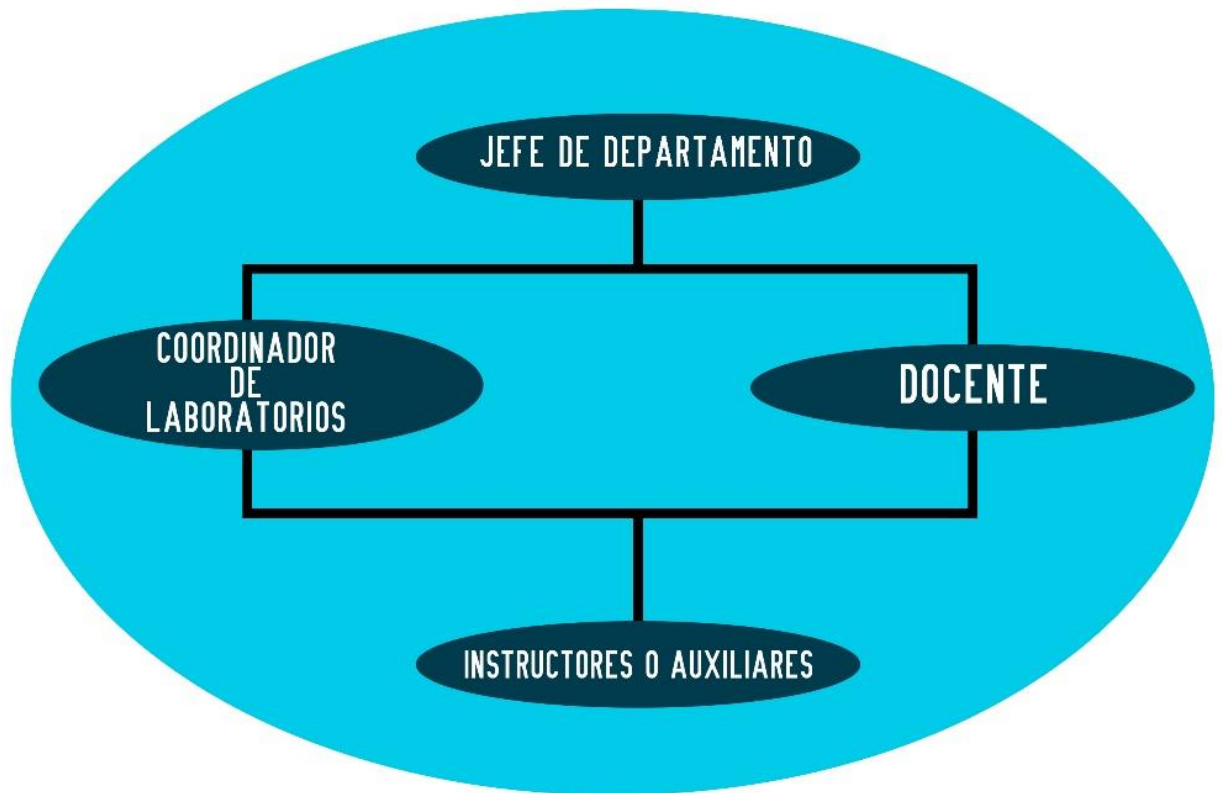 JEFE DE DEPARTAMENTO
COORDINADOR
DE
LABORATORIOS
DOCENTE
INSTRUCTORES O AUXILIARES